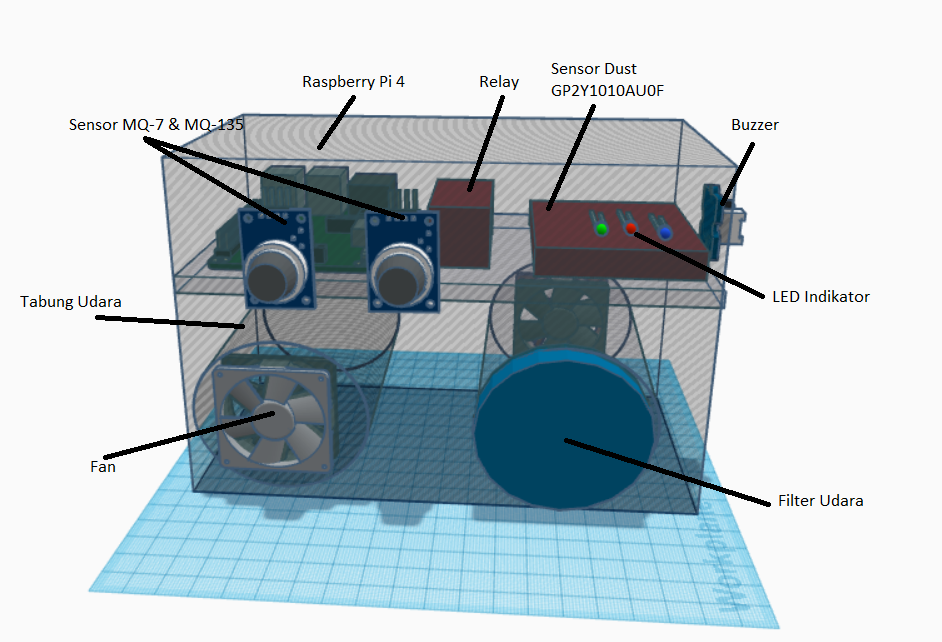 Sensor Dust
GP2Y1010AU0F
Raspberry Pi 4
Relay
Sensor MQ-7 & MQ-135
Buzzer
Tabung Udara
LED Indikator
Fan
Filter Udara
Workplane